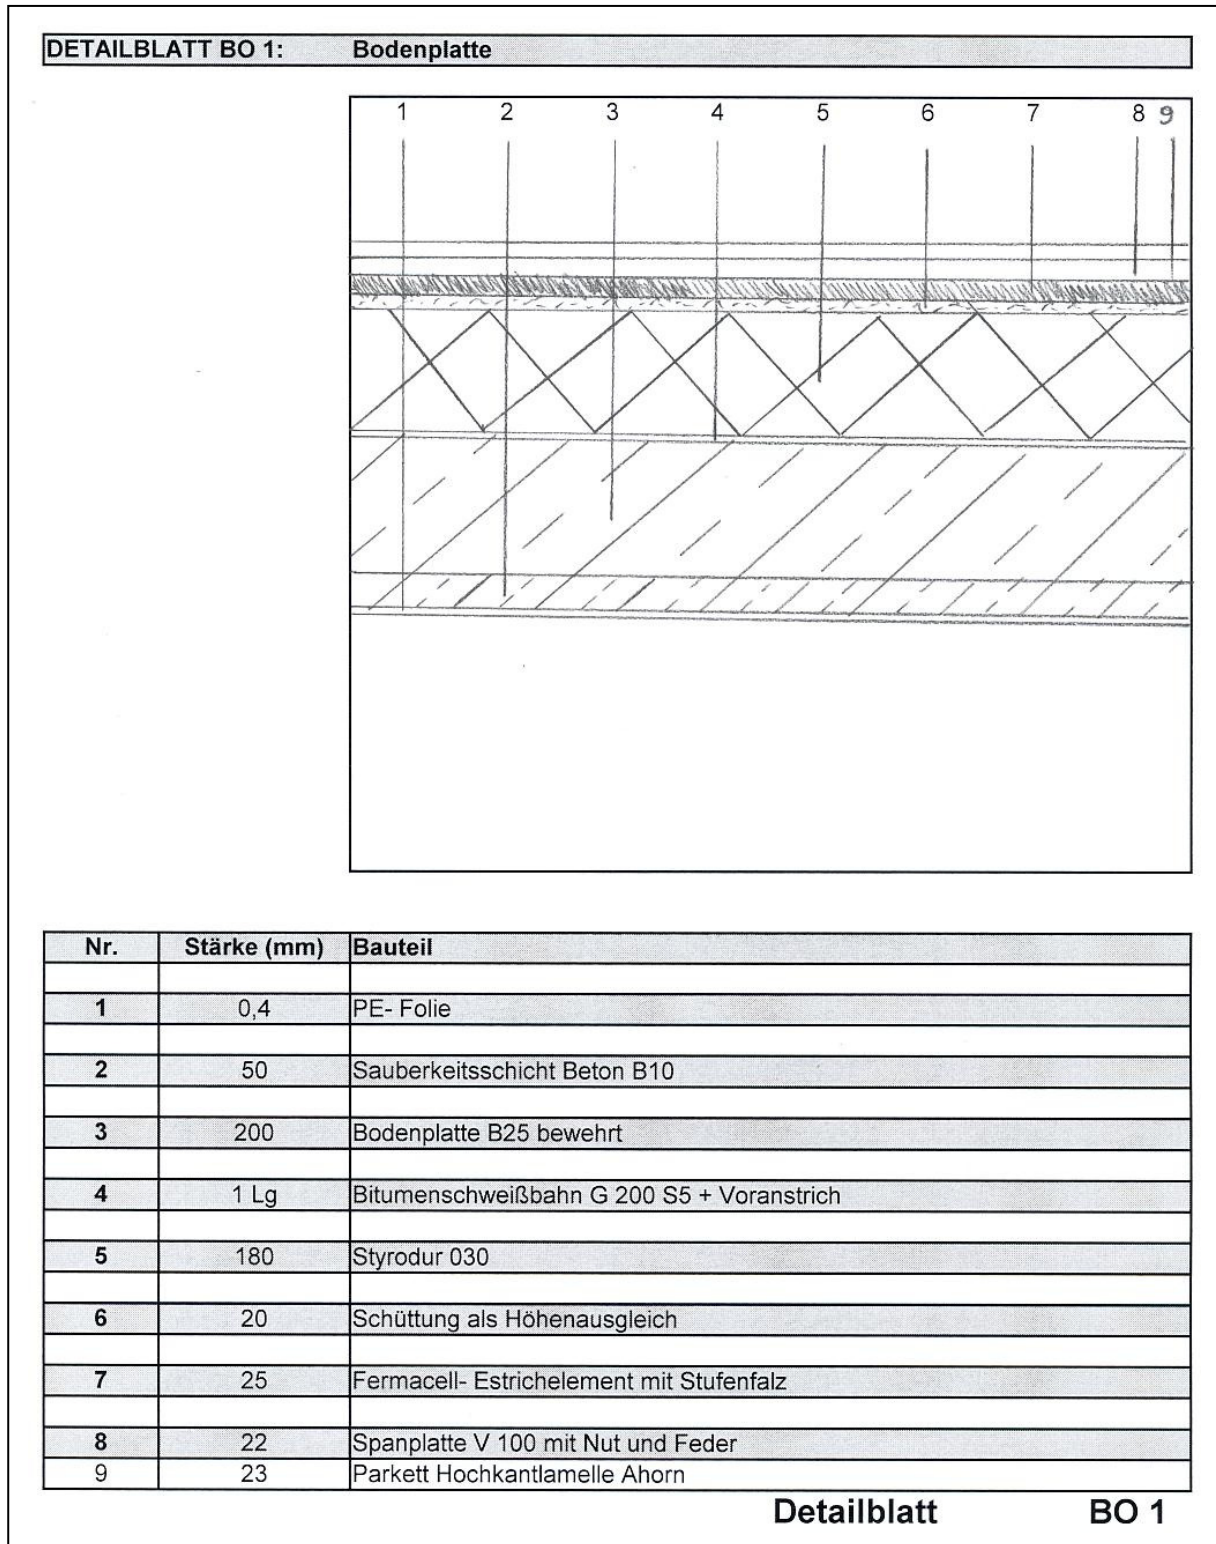 DETAILBLATT BO 1: Bodenplatte
1 2 3 4 5 6 7 8 9
Nr. Stärke (mm) Bauteil
1 0,4 PE- Folie
2 50 Sauberkeitsschicht Beton B10
3 200 Bodenplatte B25 bewehrt
4 1 Lg Bitumenschweißbahn G 200 S5 + Voranstrich
5 180 Styrodur 030
6 20 Schüttung als Höhenausgleich
7 25 Fermacell- Estrichelement mit Stufenfalz
8 22 Spanplatte V 100 mit Nut und Feder
9 23 Parkett Hochkantlamelle Ahorn
Detailblatt BO 1